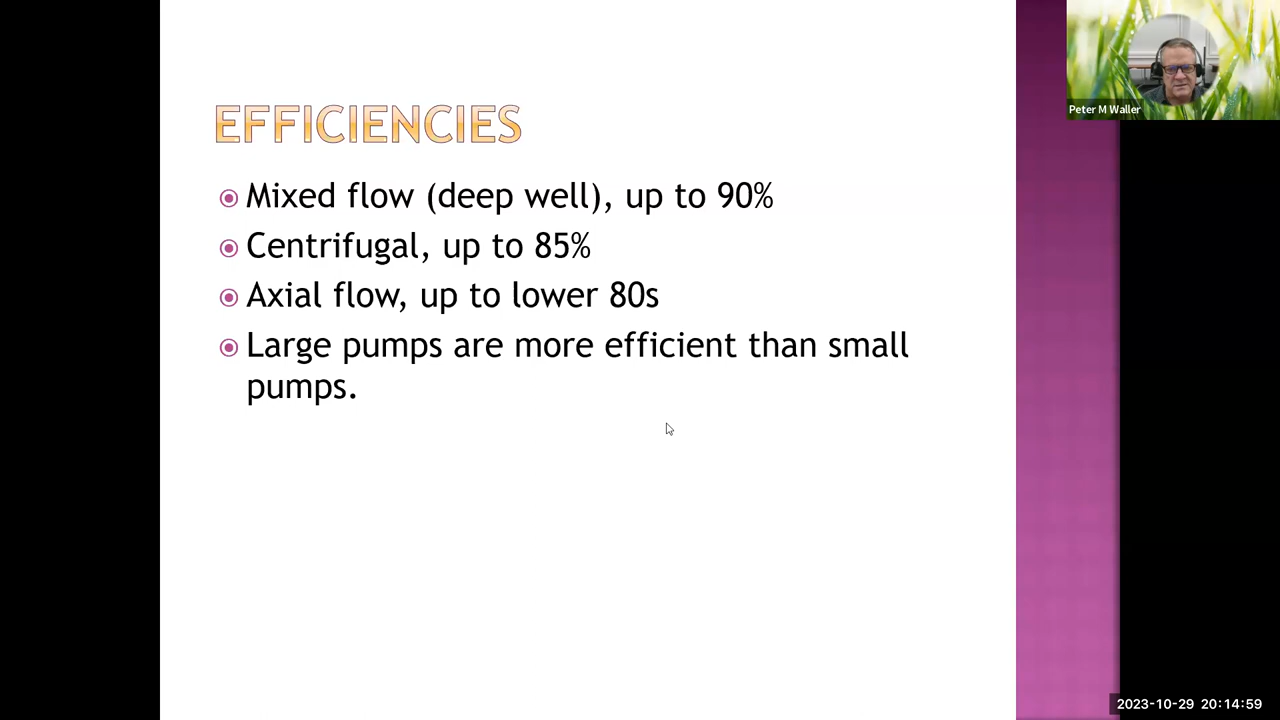 EFFICIENCIES
Mixed flow (deep well), up to 90%
Centrifugal, up to 85%
Axial flow, up to lower 80s
Large pumps are more efficient than small
pumps.
Peter M Waller
2023-10-29 20:14:59